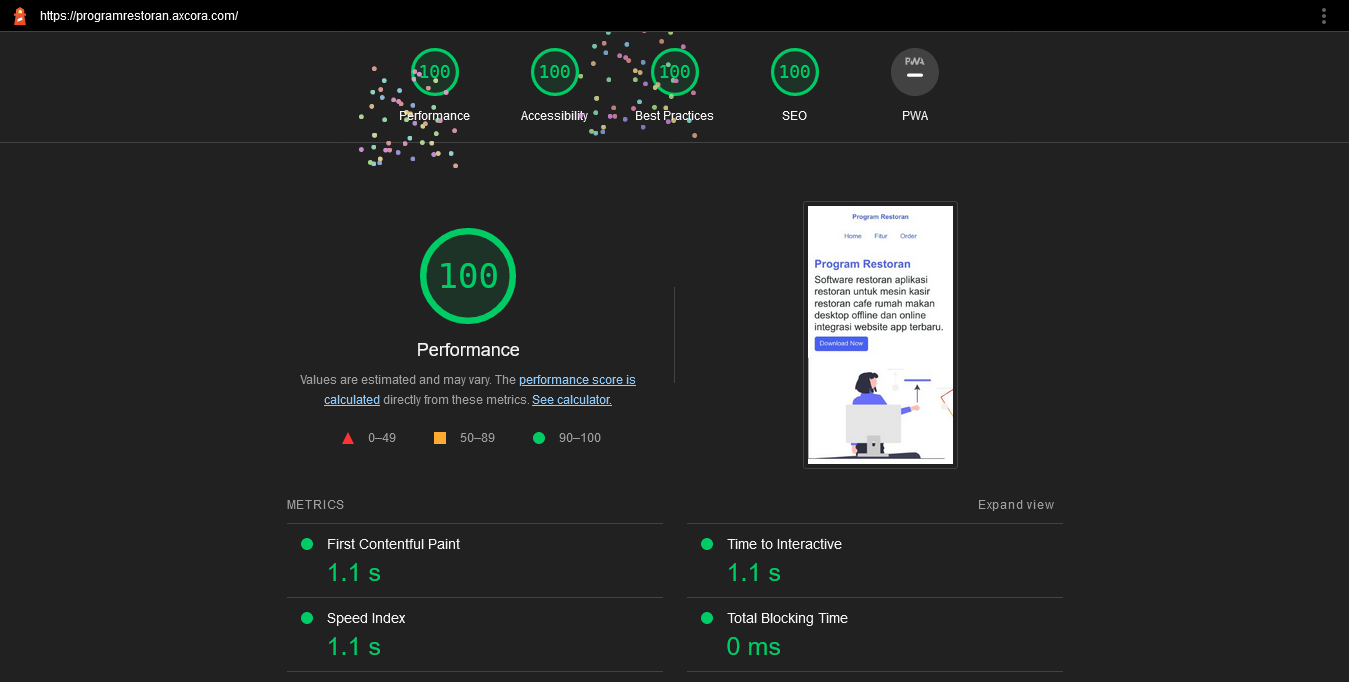 https://programrestoran.axcora.com/
100 100 100 100 PWA
Performance Accessibility Best Practices SEO PWA
100
Performance
Values are estimated and may vary. The performance score is
calculated directly from these metrics. See calculator.
0–49 50–89 90–100
Program Restoran
Home Fitur Order
Program Restoran
Software restoran aplikasi
restoran untuk mesin kasir
restoran cafe rumah makan
desktop offline dan online
integrasi website app terbaru.
Download Now
METRICS Expand view
First Contentful Paint
1.1 s
Time to Interactive
1.1 s
Speed Index
1.1 s
Total Blocking Time
0 ms